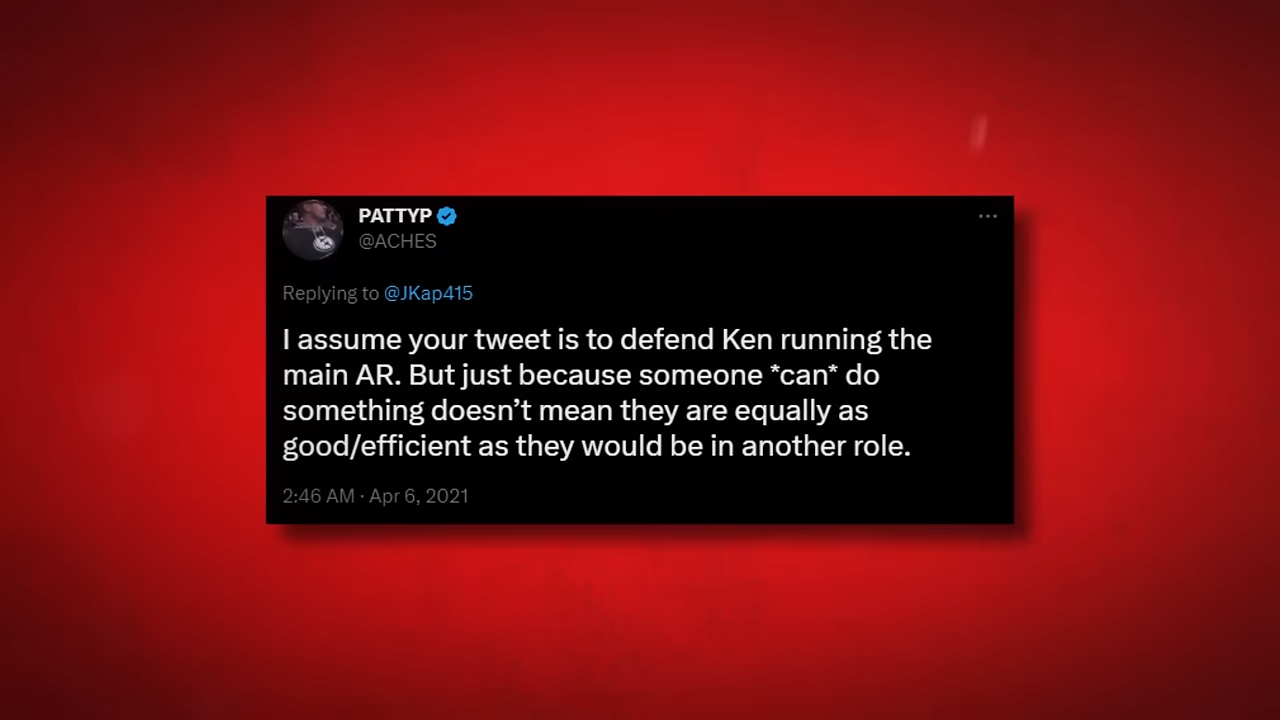 PATTYP
@ACHES
Replying to @JKap415
I assume your tweet is to defend Ken running the
main AR. But just because someone *can* do
something doesn’t mean they are equally as
good/efficient as they would be in another role.
2:46 AM · Apr 6, 2021